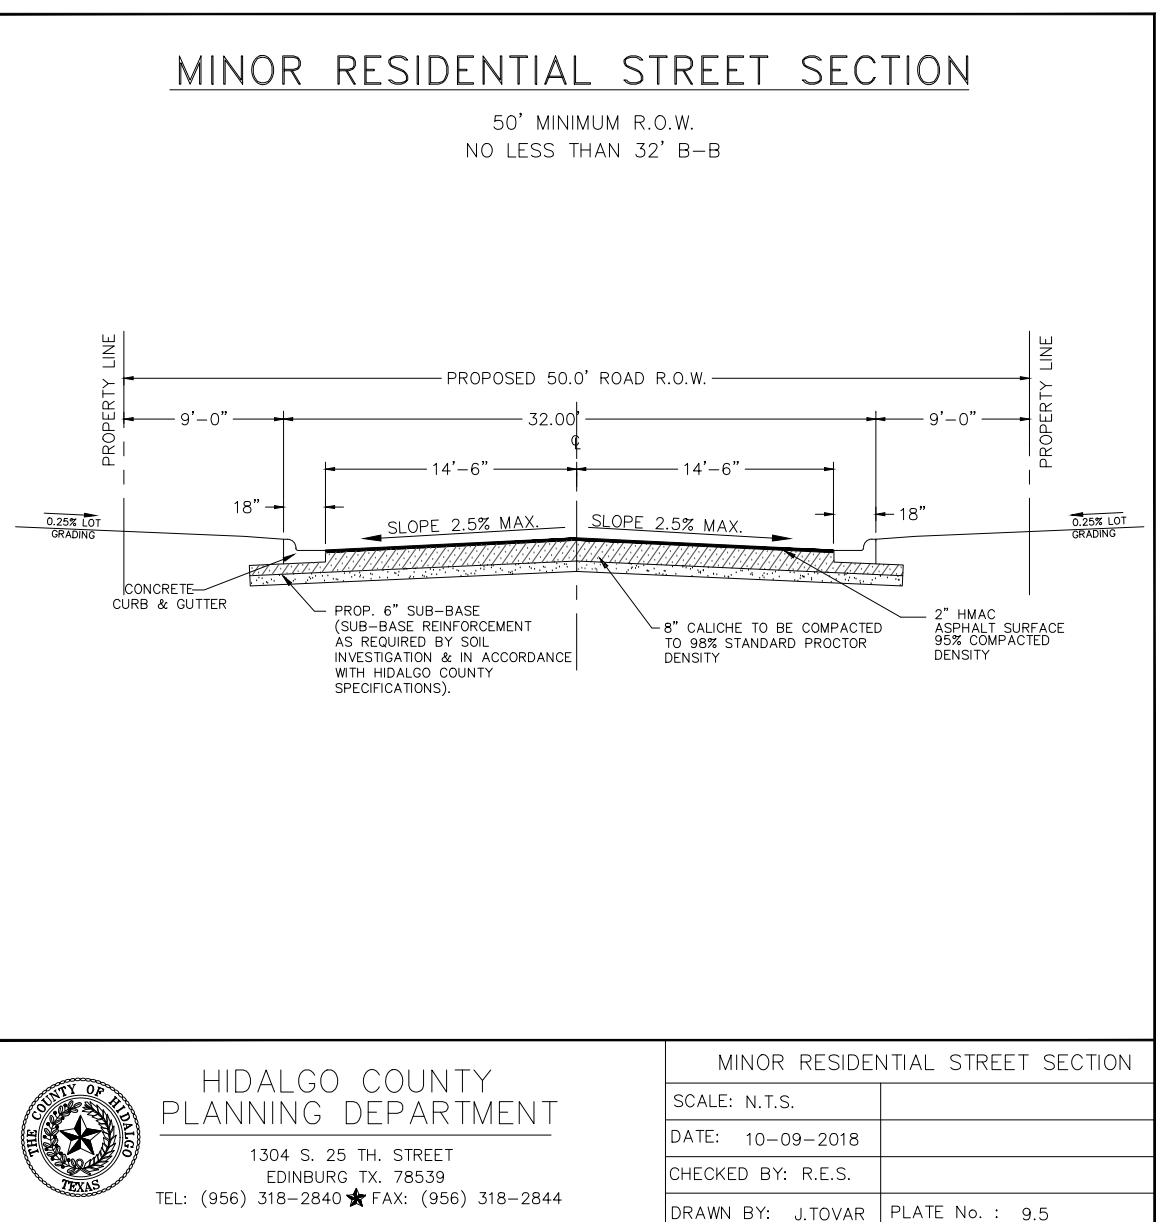 MINOR RESIDENTIAL STREET SECTION
50' MINIMUM R.O.W.
NO LESS THAN 32' B-B
PROPERTY LINE
PROPERTY LINE
PROPOSED 50.0' ROAD R.O.W.
9'-0"
32.00'
9'-0"
℄
14'-6"
14'-6"
18"
18"
0.25% LOT
GRADING
SLOPE 2.5% MAX.
SLOPE 2.5% MAX.
0.25% LOT
GRADING
CONCRETE
CURB & GUTTER
PROP. 6" SUB-BASE
(SUB-BASE REINFORCEMENT
AS REQUIRED BY SOIL
INVESTIGATION & IN ACCORDANCE
WITH HIDALGO COUNTY
SPECIFICATIONS).
8" CALICHE TO BE COMPACTED
TO 98% STANDARD PROCTOR
DENSITY
2" HMAC
ASPHALT SURFACE
95% COMPACTED
DENSITY
THE COUNTY OF HIDALGO
TEXAS
HIDALGO COUNTY
PLANNING DEPARTMENT
1304 S. 25 TH. STREET
EDINBURG TX. 78539
TEL: (956) 318-2840 ★ FAX: (956) 318-2844
MINOR RESIDENTIAL STREET SECTION
SCALE: N.T.S.
DATE: 10-09-2018
CHECKED BY: R.E.S.
DRAWN BY: J.TOVAR
PLATE No. : 9.5